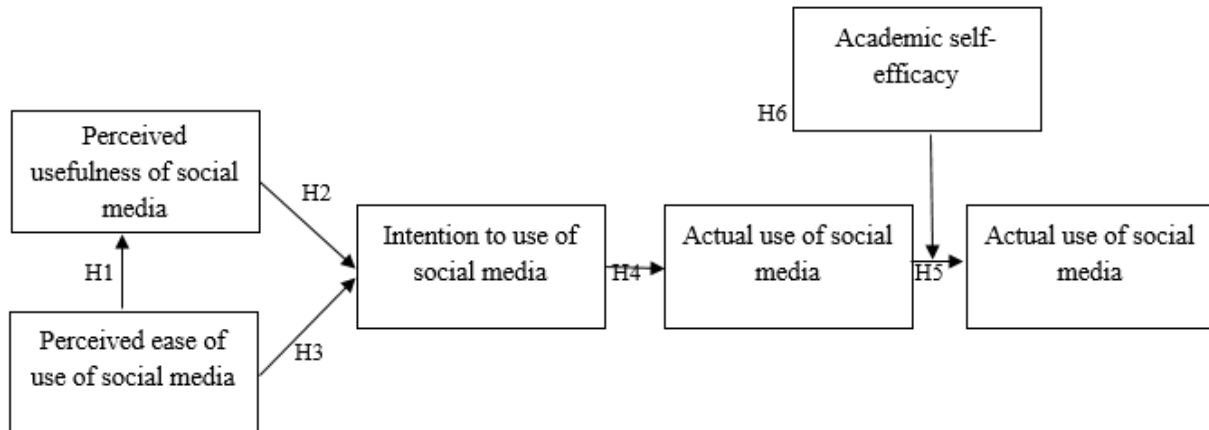 Academic self-
efficacy
H6
Perceived
usefulness of social
media
H2
Intention to use of
social media
Actual use of social
media
Actual use of social
media
H1
H4
H5
Perceived ease of
use of social media
H3